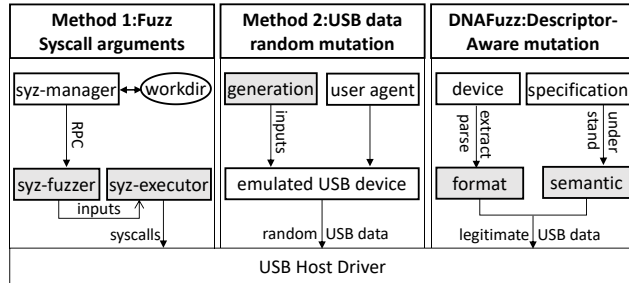 Method 1:Fuzz
Syscall arguments
syz-manager
workdir
RPC
syz-fuzzer
syz-executor
inputs
syscalls
Method 2:USB data
random mutation
generation
user agent
inputs
emulated USB device
random USB data
DNAFuzz:Descriptor-
Aware mutation
device
specification
extract
parse
under
stand
format
semantic
legitimate USB data
USB Host Driver